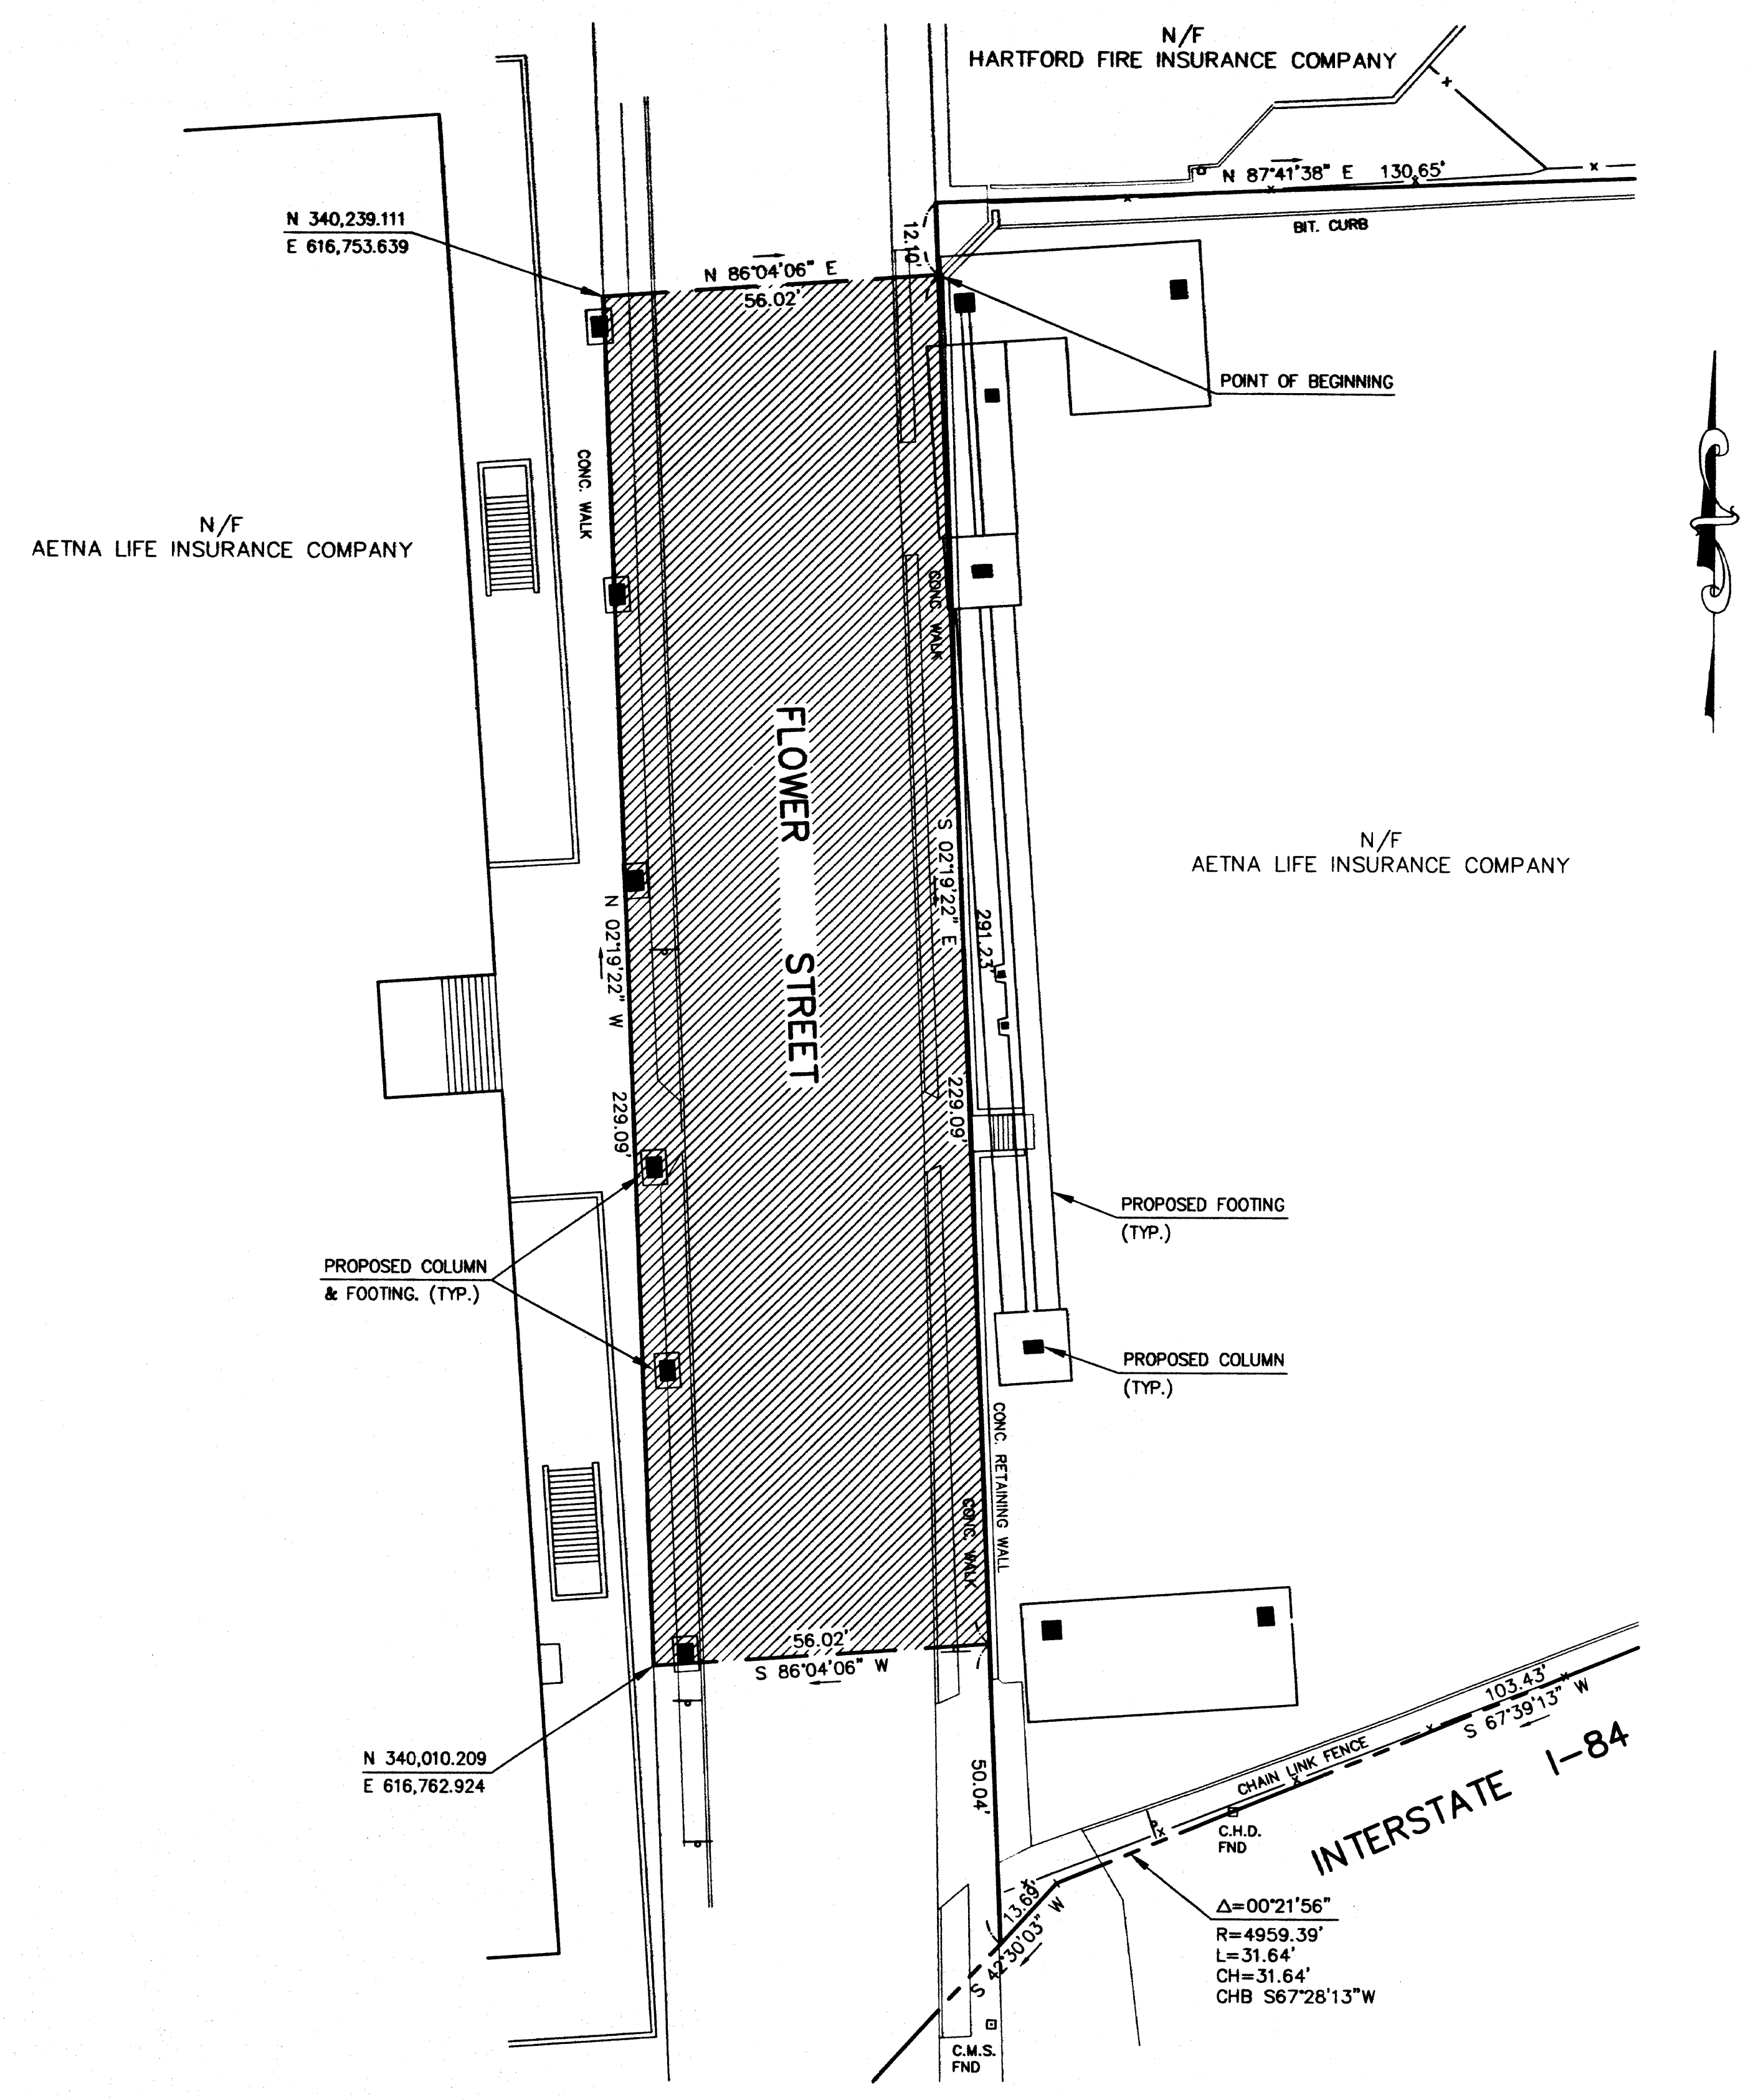 N/F
HARTFORD FIRE INSURANCE COMPANY
N 87°41'38" E 130.65'
BIT. CURB
N 340,239.111
E 616,753.639
12.10'
N 86°04'06" E
56.02'
POINT OF BEGINNING
CONC. WALK
N/F
AETNA LIFE INSURANCE COMPANY
CONC. WALK
FLOWER STREET
S 02°19'22" E
291.23'
229.09'
N/F
AETNA LIFE INSURANCE COMPANY
N 02°19'22" W
229.09'
PROPOSED FOOTING
(TYP.)
PROPOSED COLUMN
& FOOTING. (TYP.)
PROPOSED COLUMN
(TYP.)
CONC. RETAINING WALL
CONC. WALK
56.02'
S 86°04'06" W
N 340,010.209
E 616,762.924
50.04'
103.43'
S 67°39'13" W
CHAIN LINK FENCE
INTERSTATE I-84
C.H.D.
FND
13.69'
S 42°30'03" W
Δ=00°21'56"
R=4959.39'
L=31.64'
CH=31.64'
CHB S67°28'13"W
C.M.S.
FND